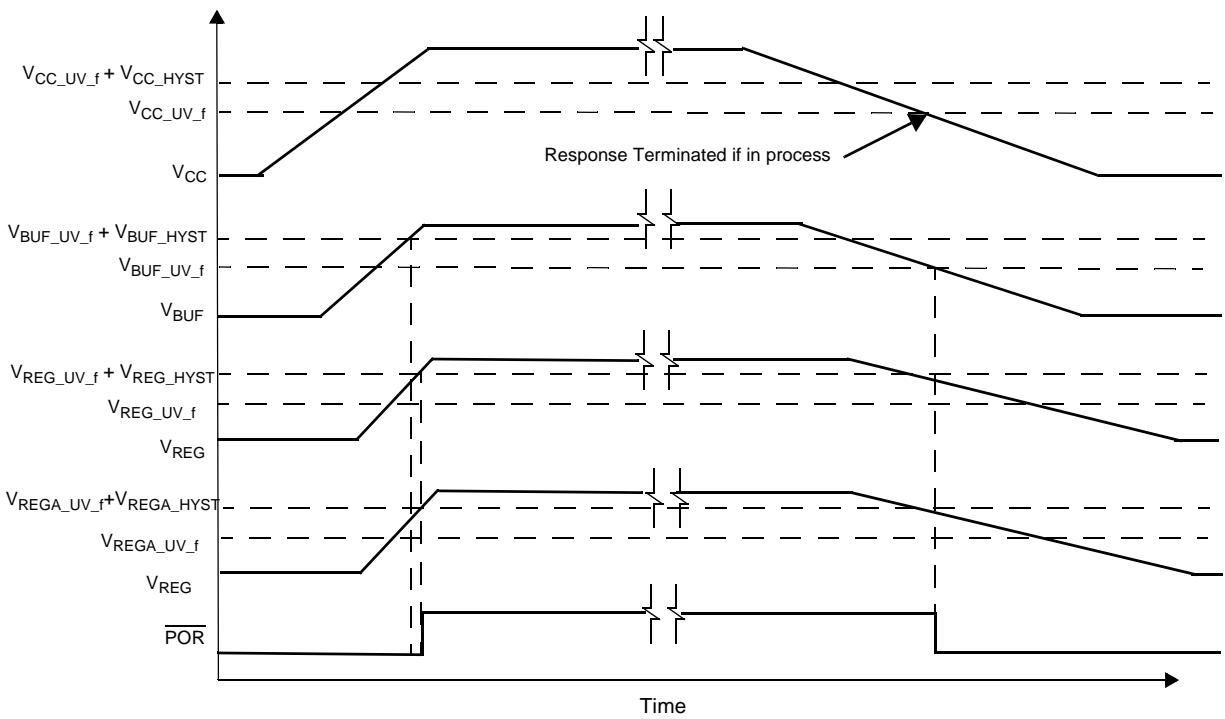 V_CC_UV_f + V_CC_HYST
V_CC_UV_f
Response Terminated if in process
V_CC
V_BUF_UV_f + V_BUF_HYST
V_BUF_UV_f
V_BUF
V_REG_UV_f + V_REG_HYST
V_REG_UV_f
V_REG
V_REGA_UV_f+V_REGA_HYST
V_REGA_UV_f
V_REG
POR
Time